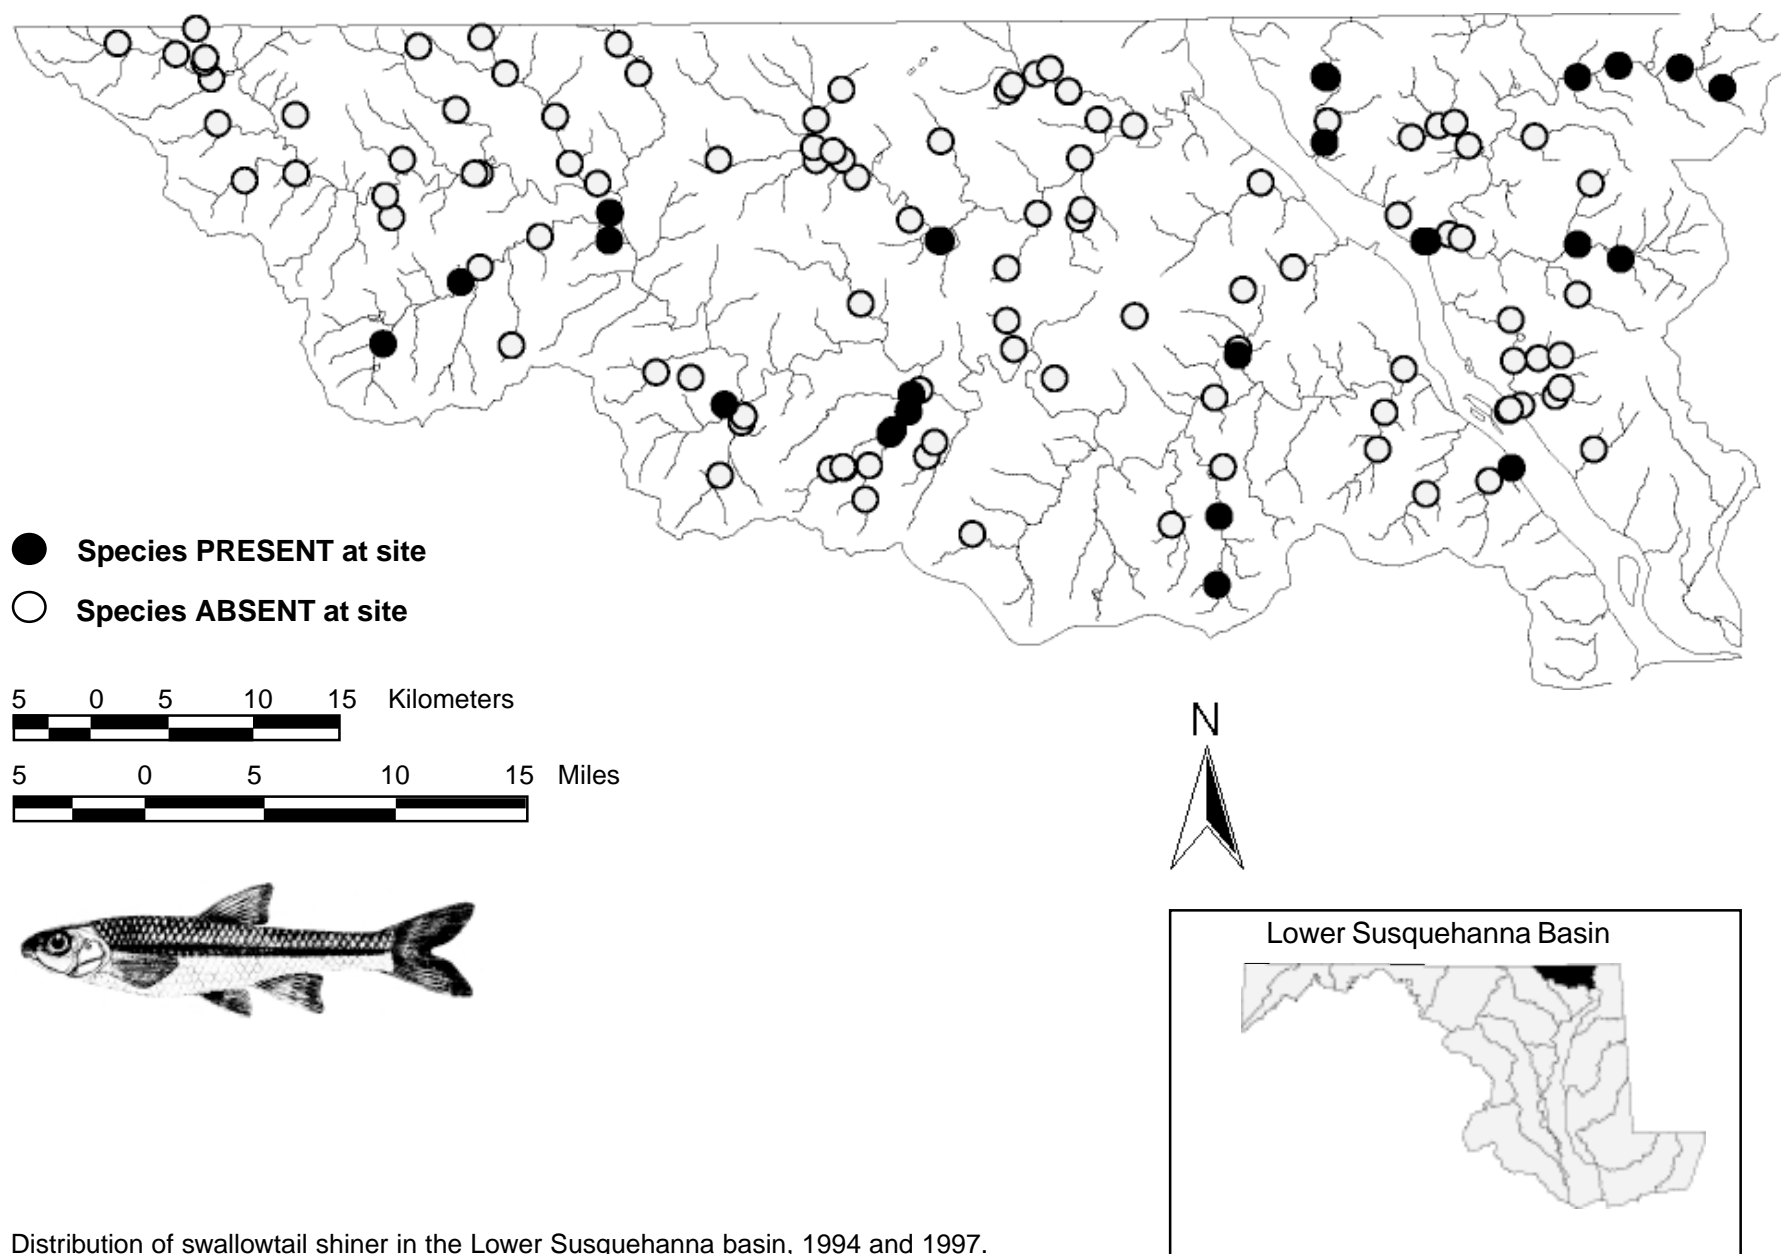 Species PRESENT at site
Species ABSENT at site
5 0 5 10 15 Kilometers
5 0 5 10 15 Miles
N
Lower Susquehanna Basin
Distribution of swallowtail shiner in the Lower Susquehanna basin, 1994 and 1997.